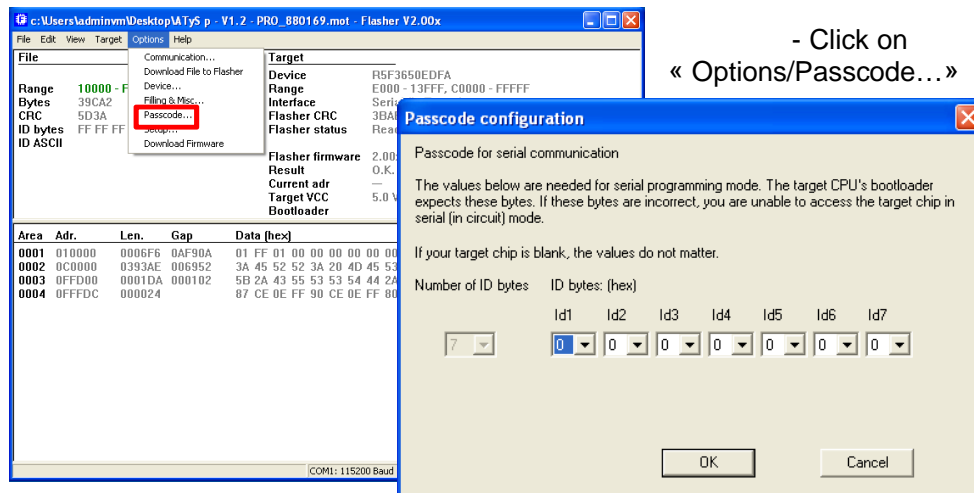 c:\Users\adminvm\Desktop\ATyS p - V1.2 - PRO_880169.mot - Flasher V2.00x
File Edit View Target Options Help
File
Range 10000 - F
Bytes 39CA2
CRC 5D3A
ID bytes FF FF FF
ID ASCII
Communication...
Download File to Flasher
Device...
Filling & Misc...
Passcode...
Setup...
Download Firmware
Target
Device R5F3650EDFA
Range E000 - 13FFF, C0000 - FFFFF
Interface Seria
Flasher CRC 3BAI
Flasher status Read
Flasher firmware 2.00
Result O.K.
Current adr —
Target VCC 5.0 V
Bootloader
Area Adr. Len. Gap Data (hex)
0001 010000 0006F6 0AF90A 01 FF 01 00 00 00 00 00 00
0002 0C0000 0393AE 006952 3A 45 52 52 3A 20 4D 45 53
0003 0FFD00 0001DA 000102 5B 2A 43 55 53 53 54 44 2A
0004 0FFFDC 000024 87 CE 0E FF 90 CE 0E FF 80
COM1: 115200 Baud
- Click on
« Options/Passcode...»
Passcode configuration
Passcode for serial communication
The values below are needed for serial programming mode. The target CPU's bootloader
expects these bytes. If these bytes are incorrect, you are unable to access the target chip in
serial (in circuit) mode.
If your target chip is blank, the values do not matter.
Number of ID bytes ID bytes: (hex)
Id1 Id2 Id3 Id4 Id5 Id6 Id7
7 0 0 0 0 0 0 0
OK Cancel